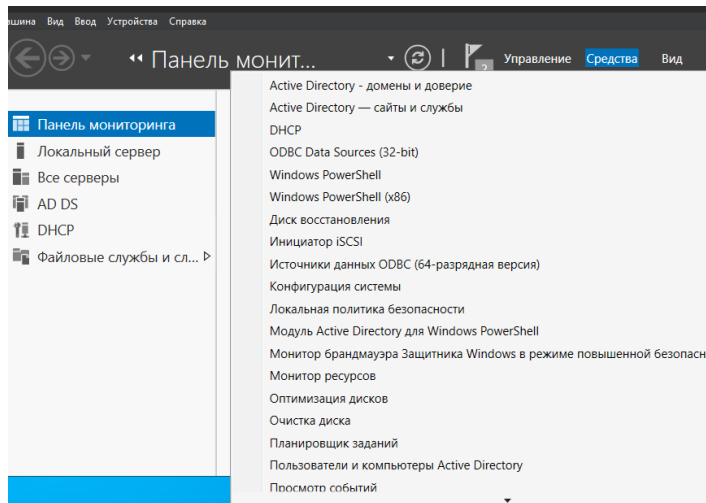 ашина Вид Ввод Устройства Справка
Панель монит...
2 Управление Средства Вид
Панель мониторинга
Локальный сервер
Все серверы
AD DS
DHCP
Файловые службы и сл...
Active Directory - домены и доверие
Active Directory — сайты и службы
DHCP
ODBC Data Sources (32-bit)
Windows PowerShell
Windows PowerShell (x86)
Диск восстановления
Инициатор iSCSI
Источники данных ODBC (64-разрядная версия)
Конфигурация системы
Локальная политика безопасности
Модуль Active Directory для Windows PowerShell
Монитор брандмауэра Защитника Windows в режиме повышенной безопасн
Монитор ресурсов
Оптимизация дисков
Очистка диска
Планировщик заданий
Пользователи и компьютеры Active Directory
Просмотр событий